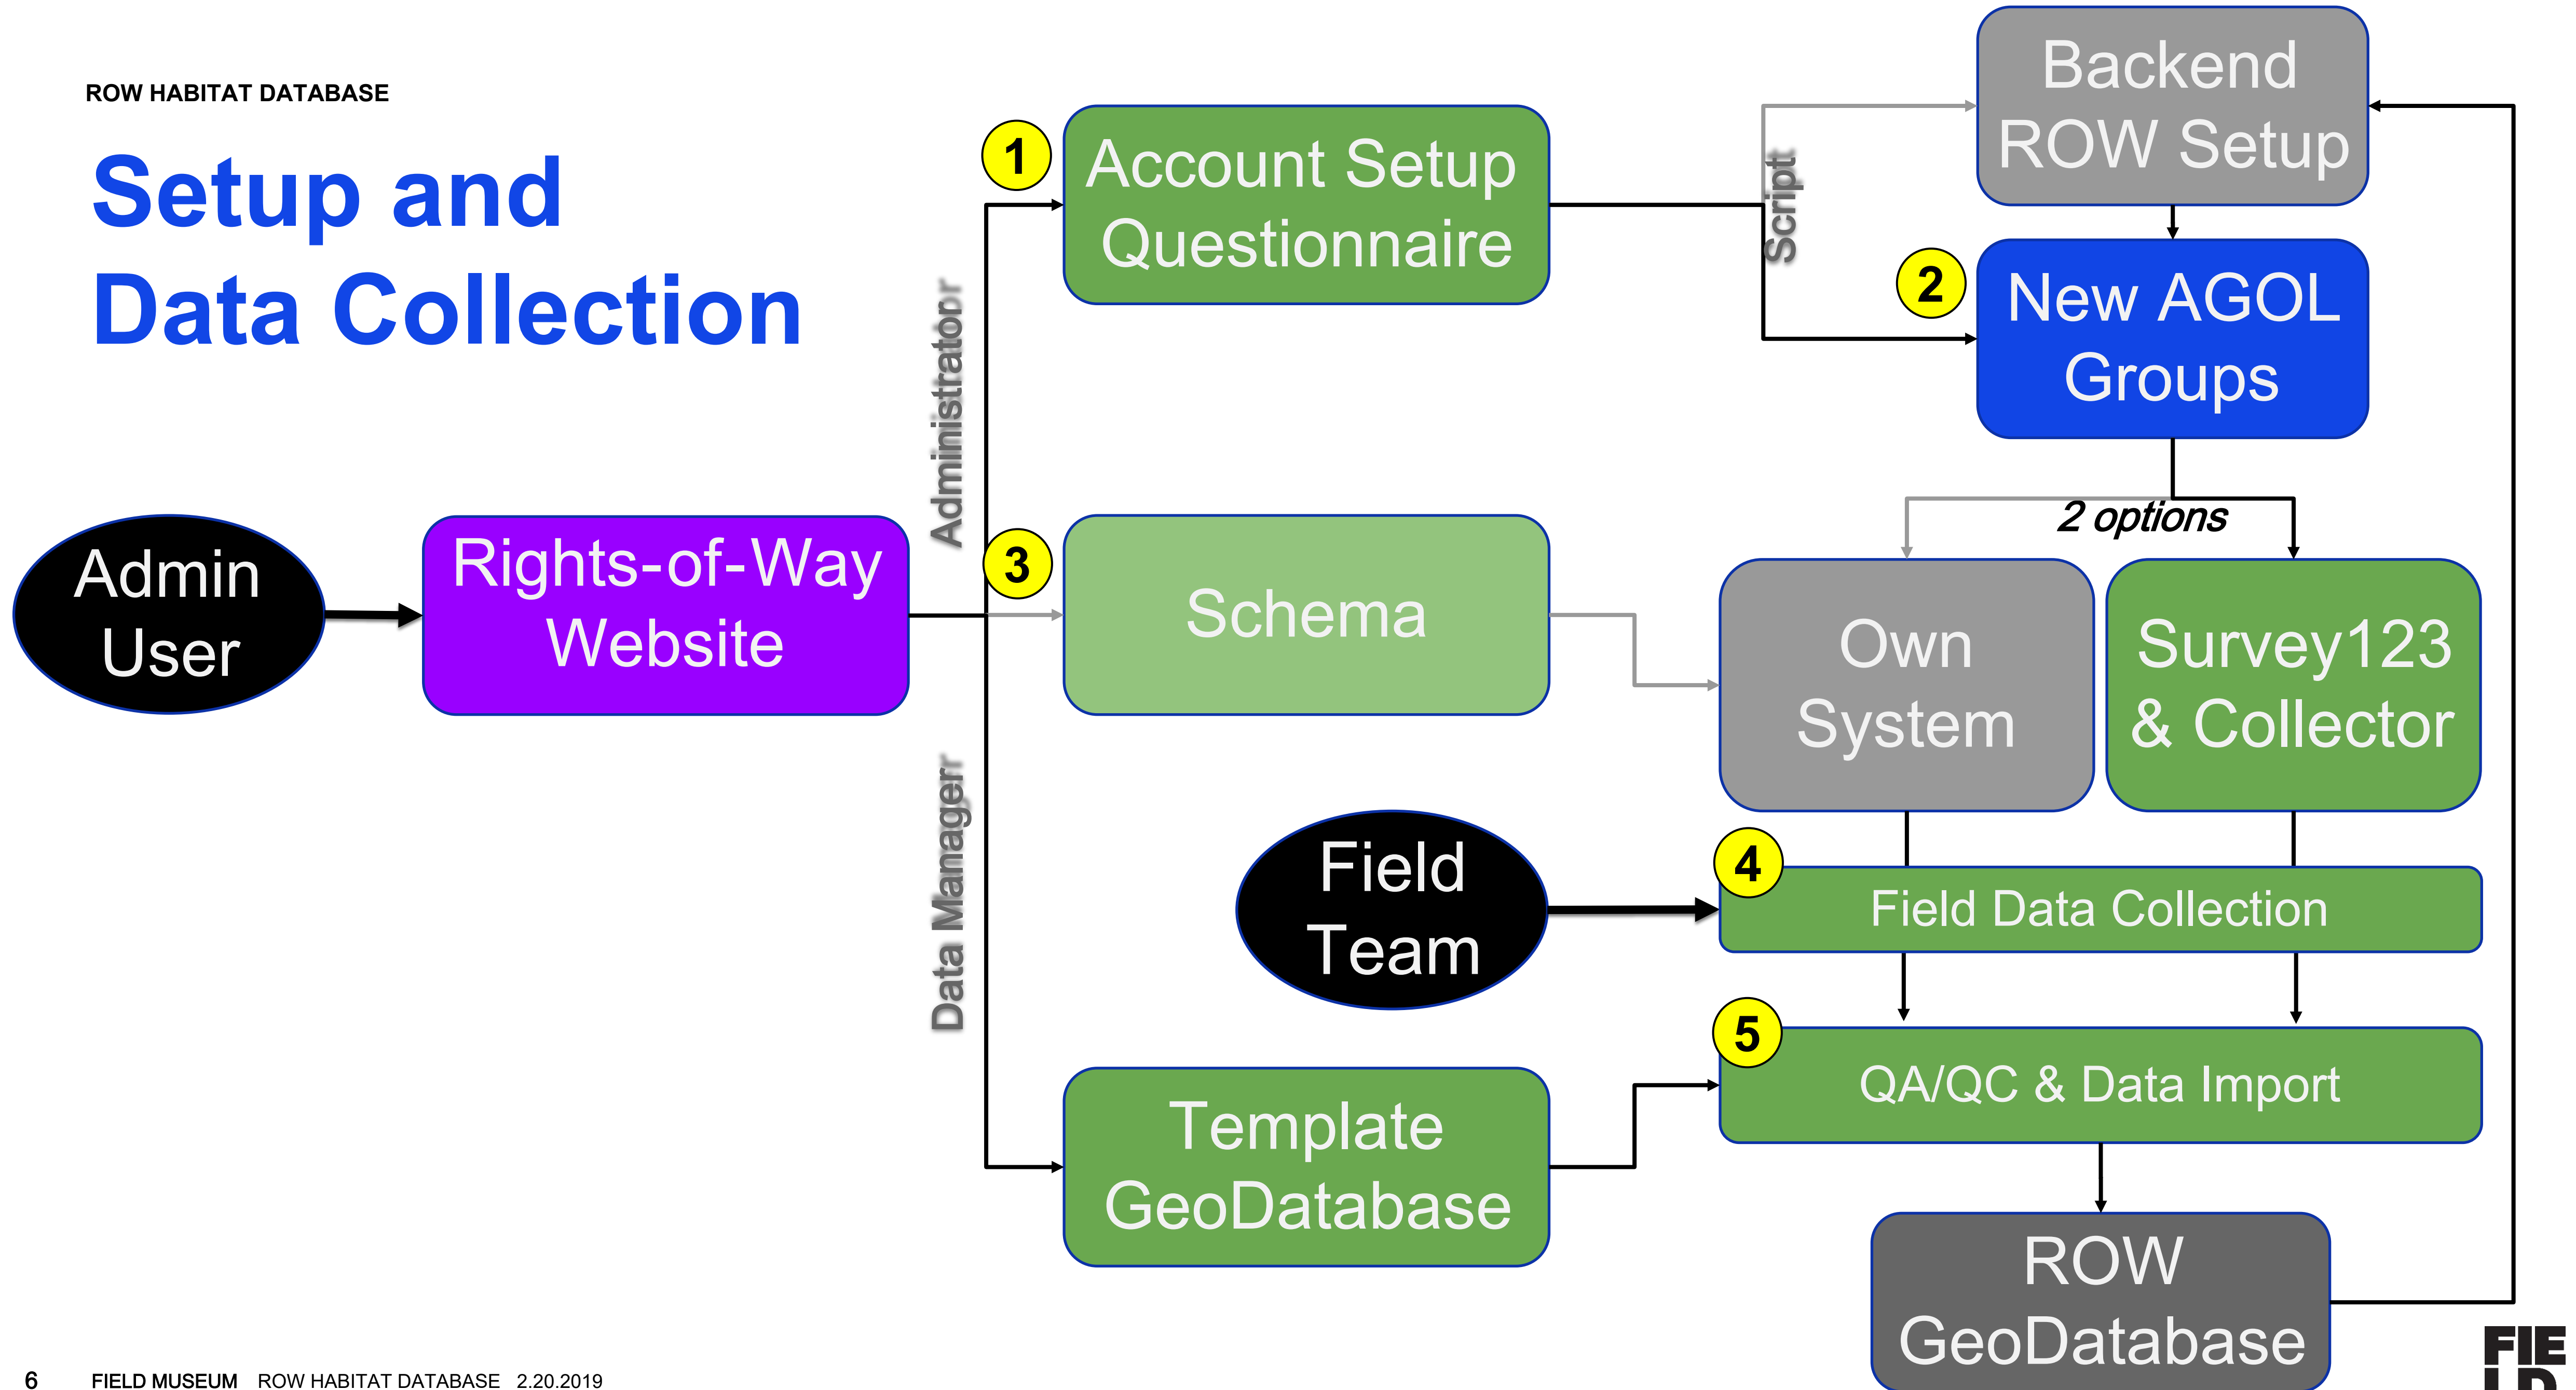 ROW HABITAT DATABASE
Setup and
Data Collection
Admin
User
Rights-of-Way
Website
Administrator
Data Manager
1
Account Setup
Questionnaire
Script
Backend
ROW Setup
2
New AGOL
Groups
2 options
3
Schema
Own
System
Survey123
& Collector
Field
Team
4
Field Data Collection
5
QA/QC & Data Import
Template
GeoDatabase
ROW
GeoDatabase
6 FIELD MUSEUM ROW HABITAT DATABASE 2.20.2019
FIE
LD